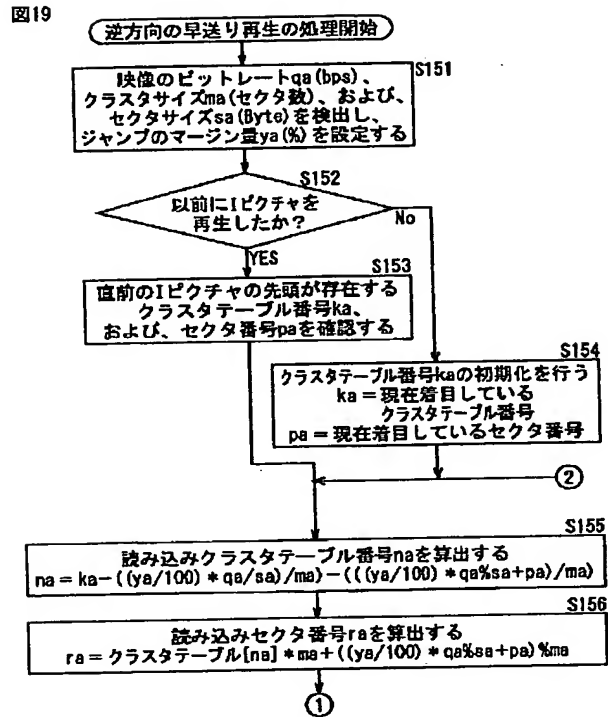 図19
逆方向の早送り再生の処理開始
S151
映像のビットレートqa(bps)、
クラスタサイズma(セクタ数)、および、
セクタサイズsa(Byte)を検出し、
ジャンプのマージン量ya(%)を設定する
S152
以前にIピクチャを
再生したか?
No
YES
S153
直前のIピクチャの先頭が存在する
クラスタテーブル番号ka、
および、セクタ番号paを確認する
S154
クラスタテーブル番号kaの初期化を行う
ka=現在着目している
クラスタテーブル番号
pa=現在着目しているセクタ番号
②
S155
読み込みクラスタテーブル番号naを算出する
na=ka-((ya/100)*qa/sa)/ma)-(((ya/100)*qa%sa+pa)/ma)
S156
読み込みセクタ番号raを算出する
ra=クラスタテーブル[na]*ma+((ya/100)*qa%sa+pa)%ma
①